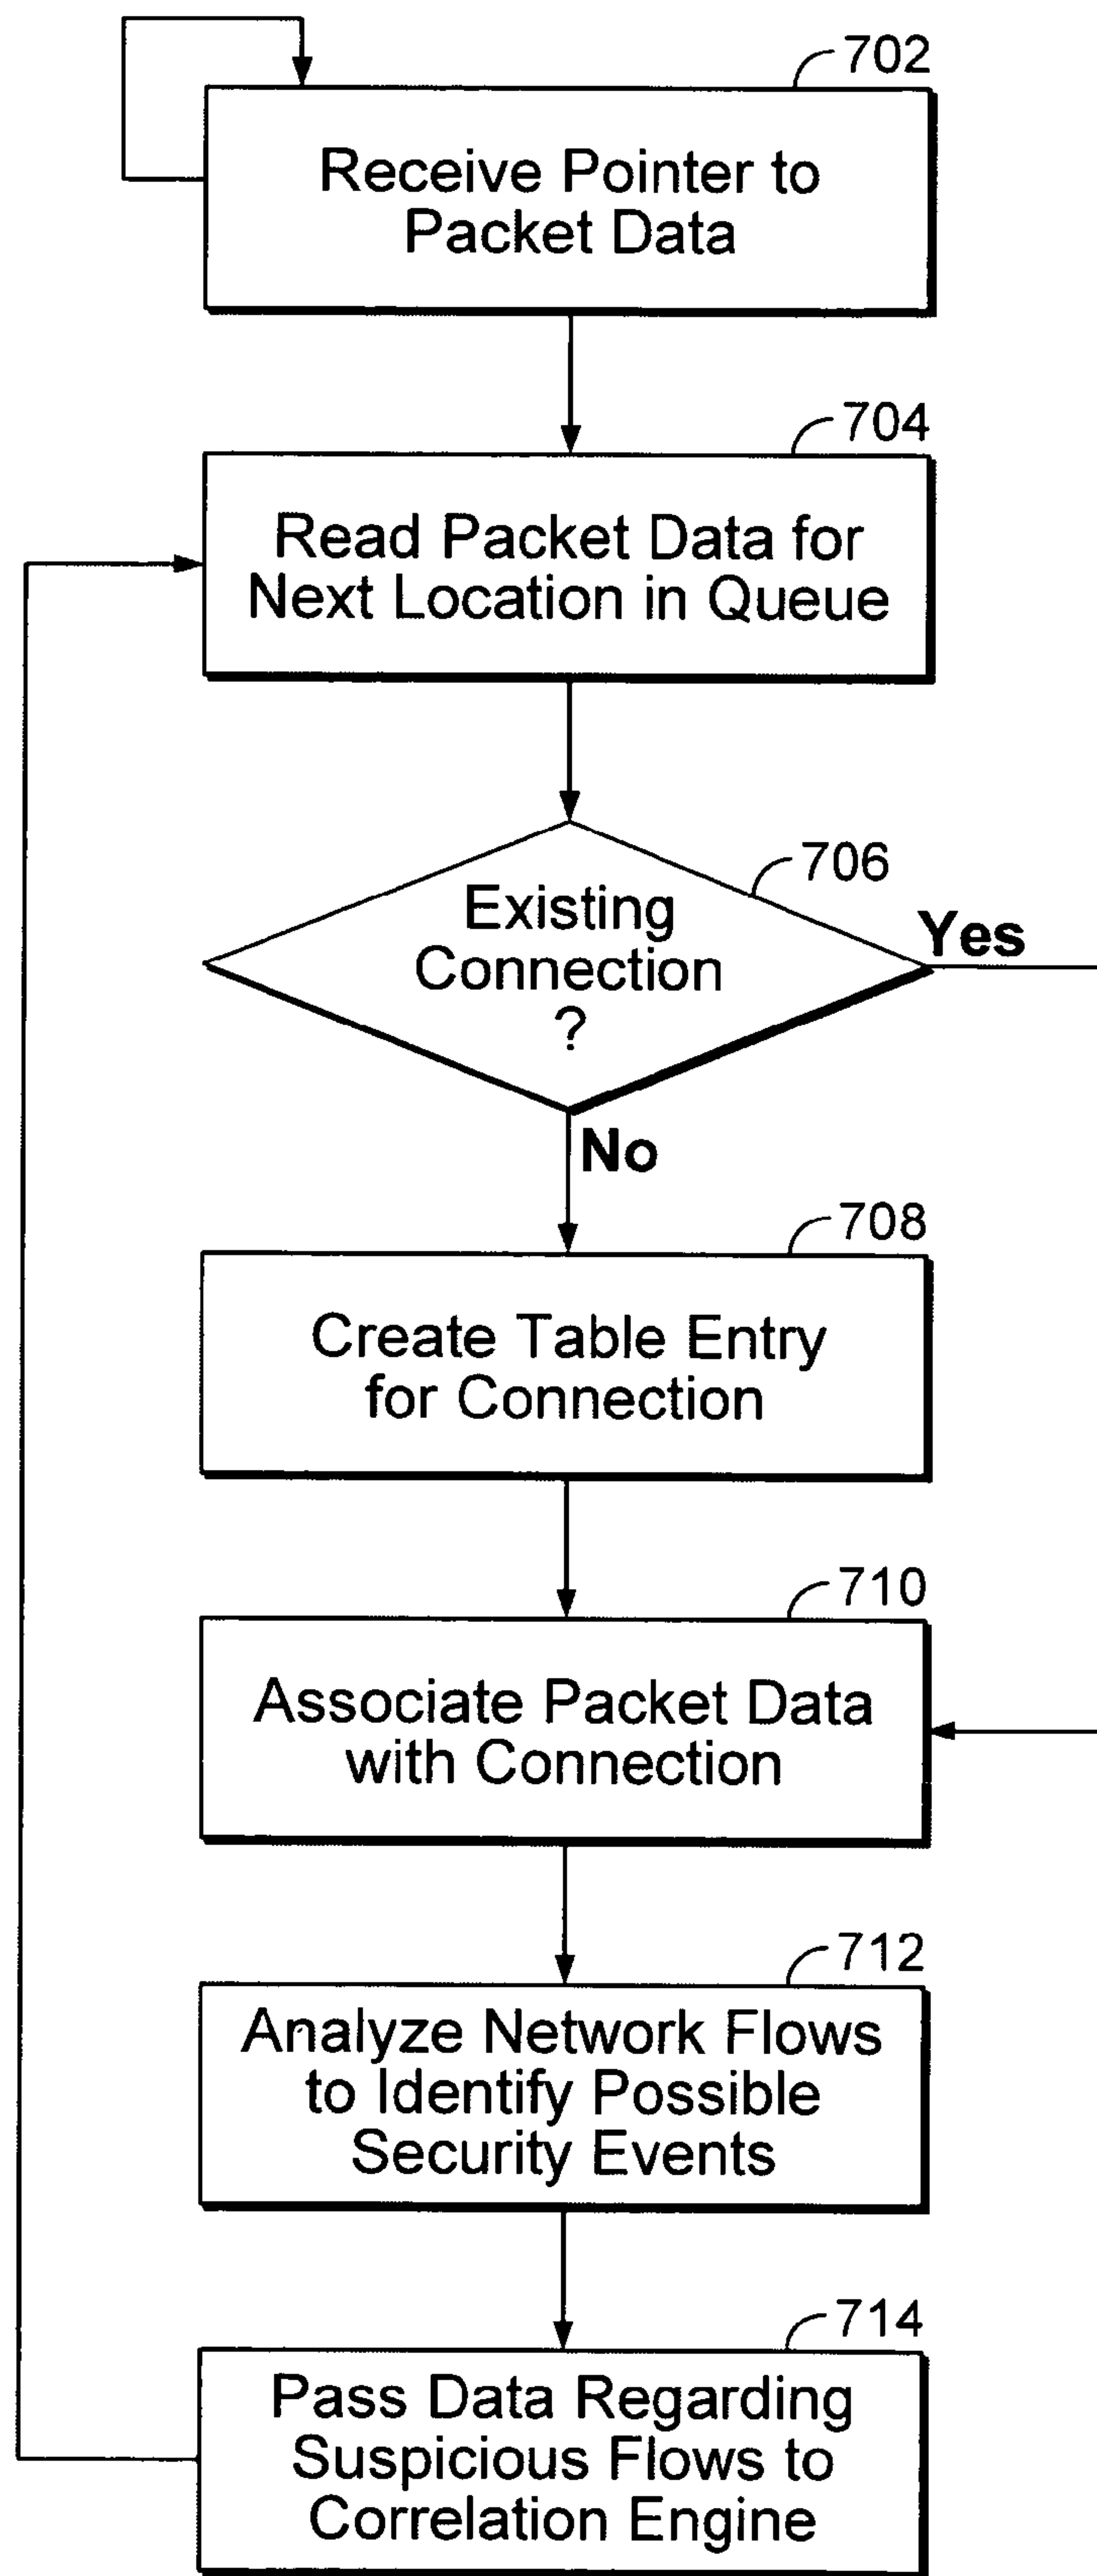 702
Receive Pointer to
Packet Data
704
Read Packet Data for
Next Location in Queue
706
Existing
Connection
?
Yes
No
708
Create Table Entry
for Connection
710
Associate Packet Data
with Connection
712
Analyze Network Flows
to Identify Possible
Security Events
714
Pass Data Regarding
Suspicious Flows to
Correlation Engine